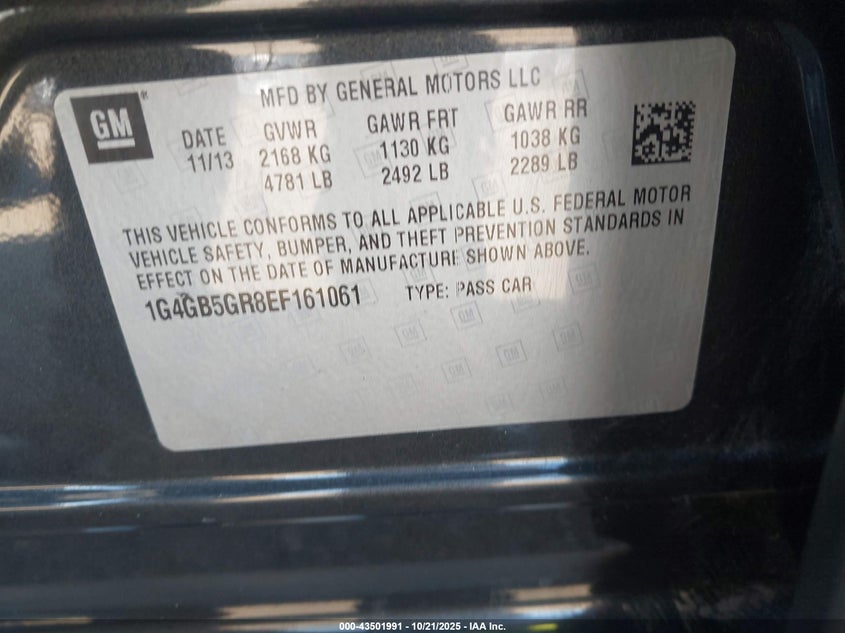 GM
MFD BY GENERAL MOTORS LLC
DATE GVWR GAWR FRT GAWR RR
11/13 2168 KG 1130 KG 1038 KG
4781 LB 2492 LB 2289 LB
THIS VEHICLE CONFORMS TO ALL APPLICABLE U.S. FEDERAL MOTOR
VEHICLE SAFETY, BUMPER, AND THEFT PREVENTION STANDARDS IN
EFFECT ON THE DATE OF MANUFACTURE SHOWN ABOVE.
1G4GB5GR8EF161061 TYPE: PASS CAR
000-43501991 - 10/21/2025 - IAA Inc.